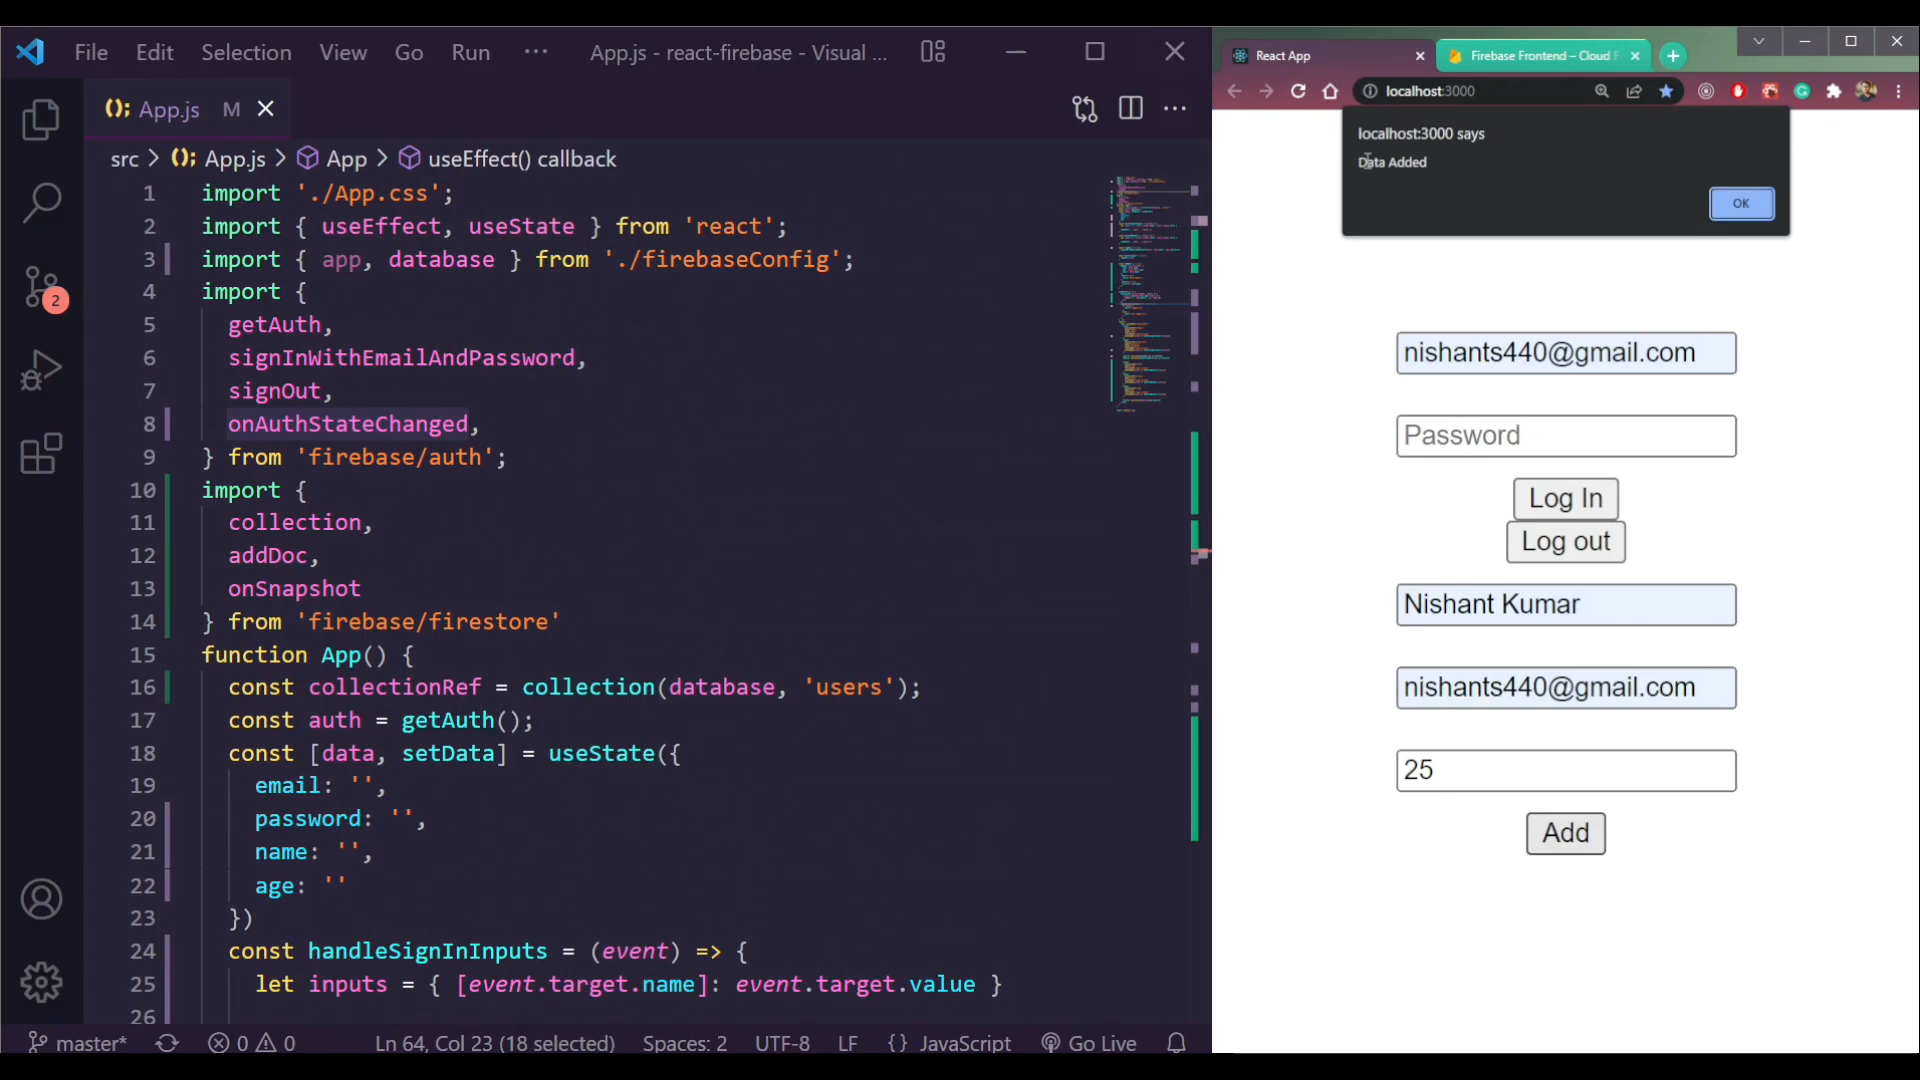 File Edit Selection View Go Run ··· App.js - react-firebase - Visual ...
App.js M
src > App.js > App > useEffect() callback
1 import './App.css';
2 import { useEffect, useState } from 'react';
3 import { app, database } from './firebaseConfig';
4 import {
5 getAuth,
6 signInWithEmailAndPassword,
7 signOut,
8 onAuthStateChanged,
9 } from 'firebase/auth';
10 import {
11 collection,
12 addDoc,
13 onSnapshot
14 } from 'firebase/firestore'
15 function App() {
16 const collectionRef = collection(database, 'users');
17 const auth = getAuth();
18 const [data, setData] = useState({
19 email: '',
20 password: '',
21 name: '',
22 age: ''
23 })
24 const handleSignInInputs = (event) => {
25 let inputs = { [event.target.name]: event.target.value }
26
2
master* 0 0 Ln 64, Col 23 (18 selected) Spaces: 2 UTF-8 LF {} JavaScript Go Live
React App
Firebase Frontend – Cloud F
localhost:3000
localhost:3000 says
Data Added
OK
nishants440@gmail.com
Password
Log In
Log out
Nishant Kumar
nishants440@gmail.com
25
Add